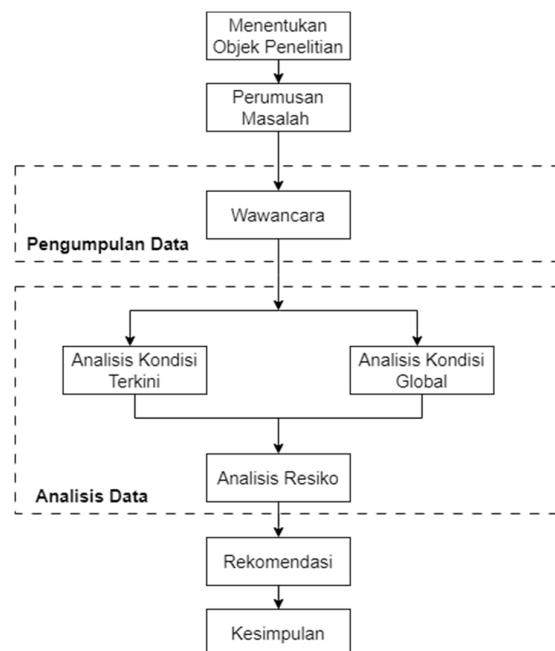 Menentukan
Objek Penelitian
Perumusan
Masalah
Wawancara
Pengumpulan Data
Analisis Kondisi
Terkini
Analisis Kondisi
Global
Analisis Resiko
Analisis Data
Rekomendasi
Kesimpulan